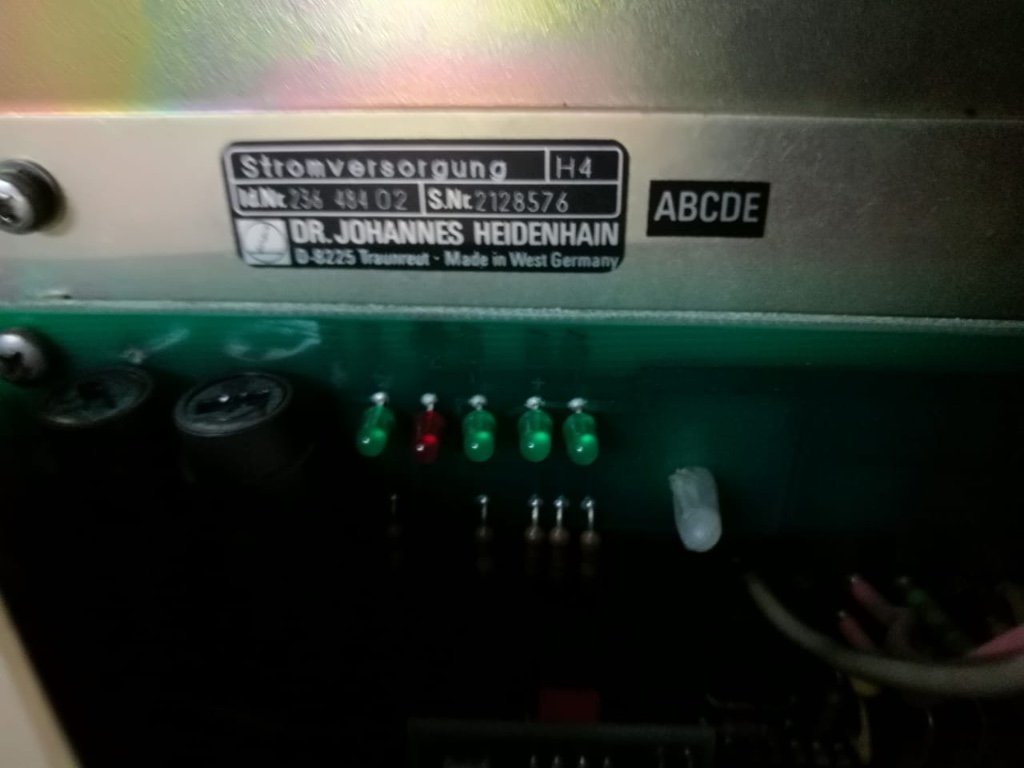 Stromversorgung H4
Id.Nr. 236 484 02 S.Nr. 2128576
DR. JOHANNES HEIDENHAIN
D-8225 Traunreut · Made in West Germany
ABCDE